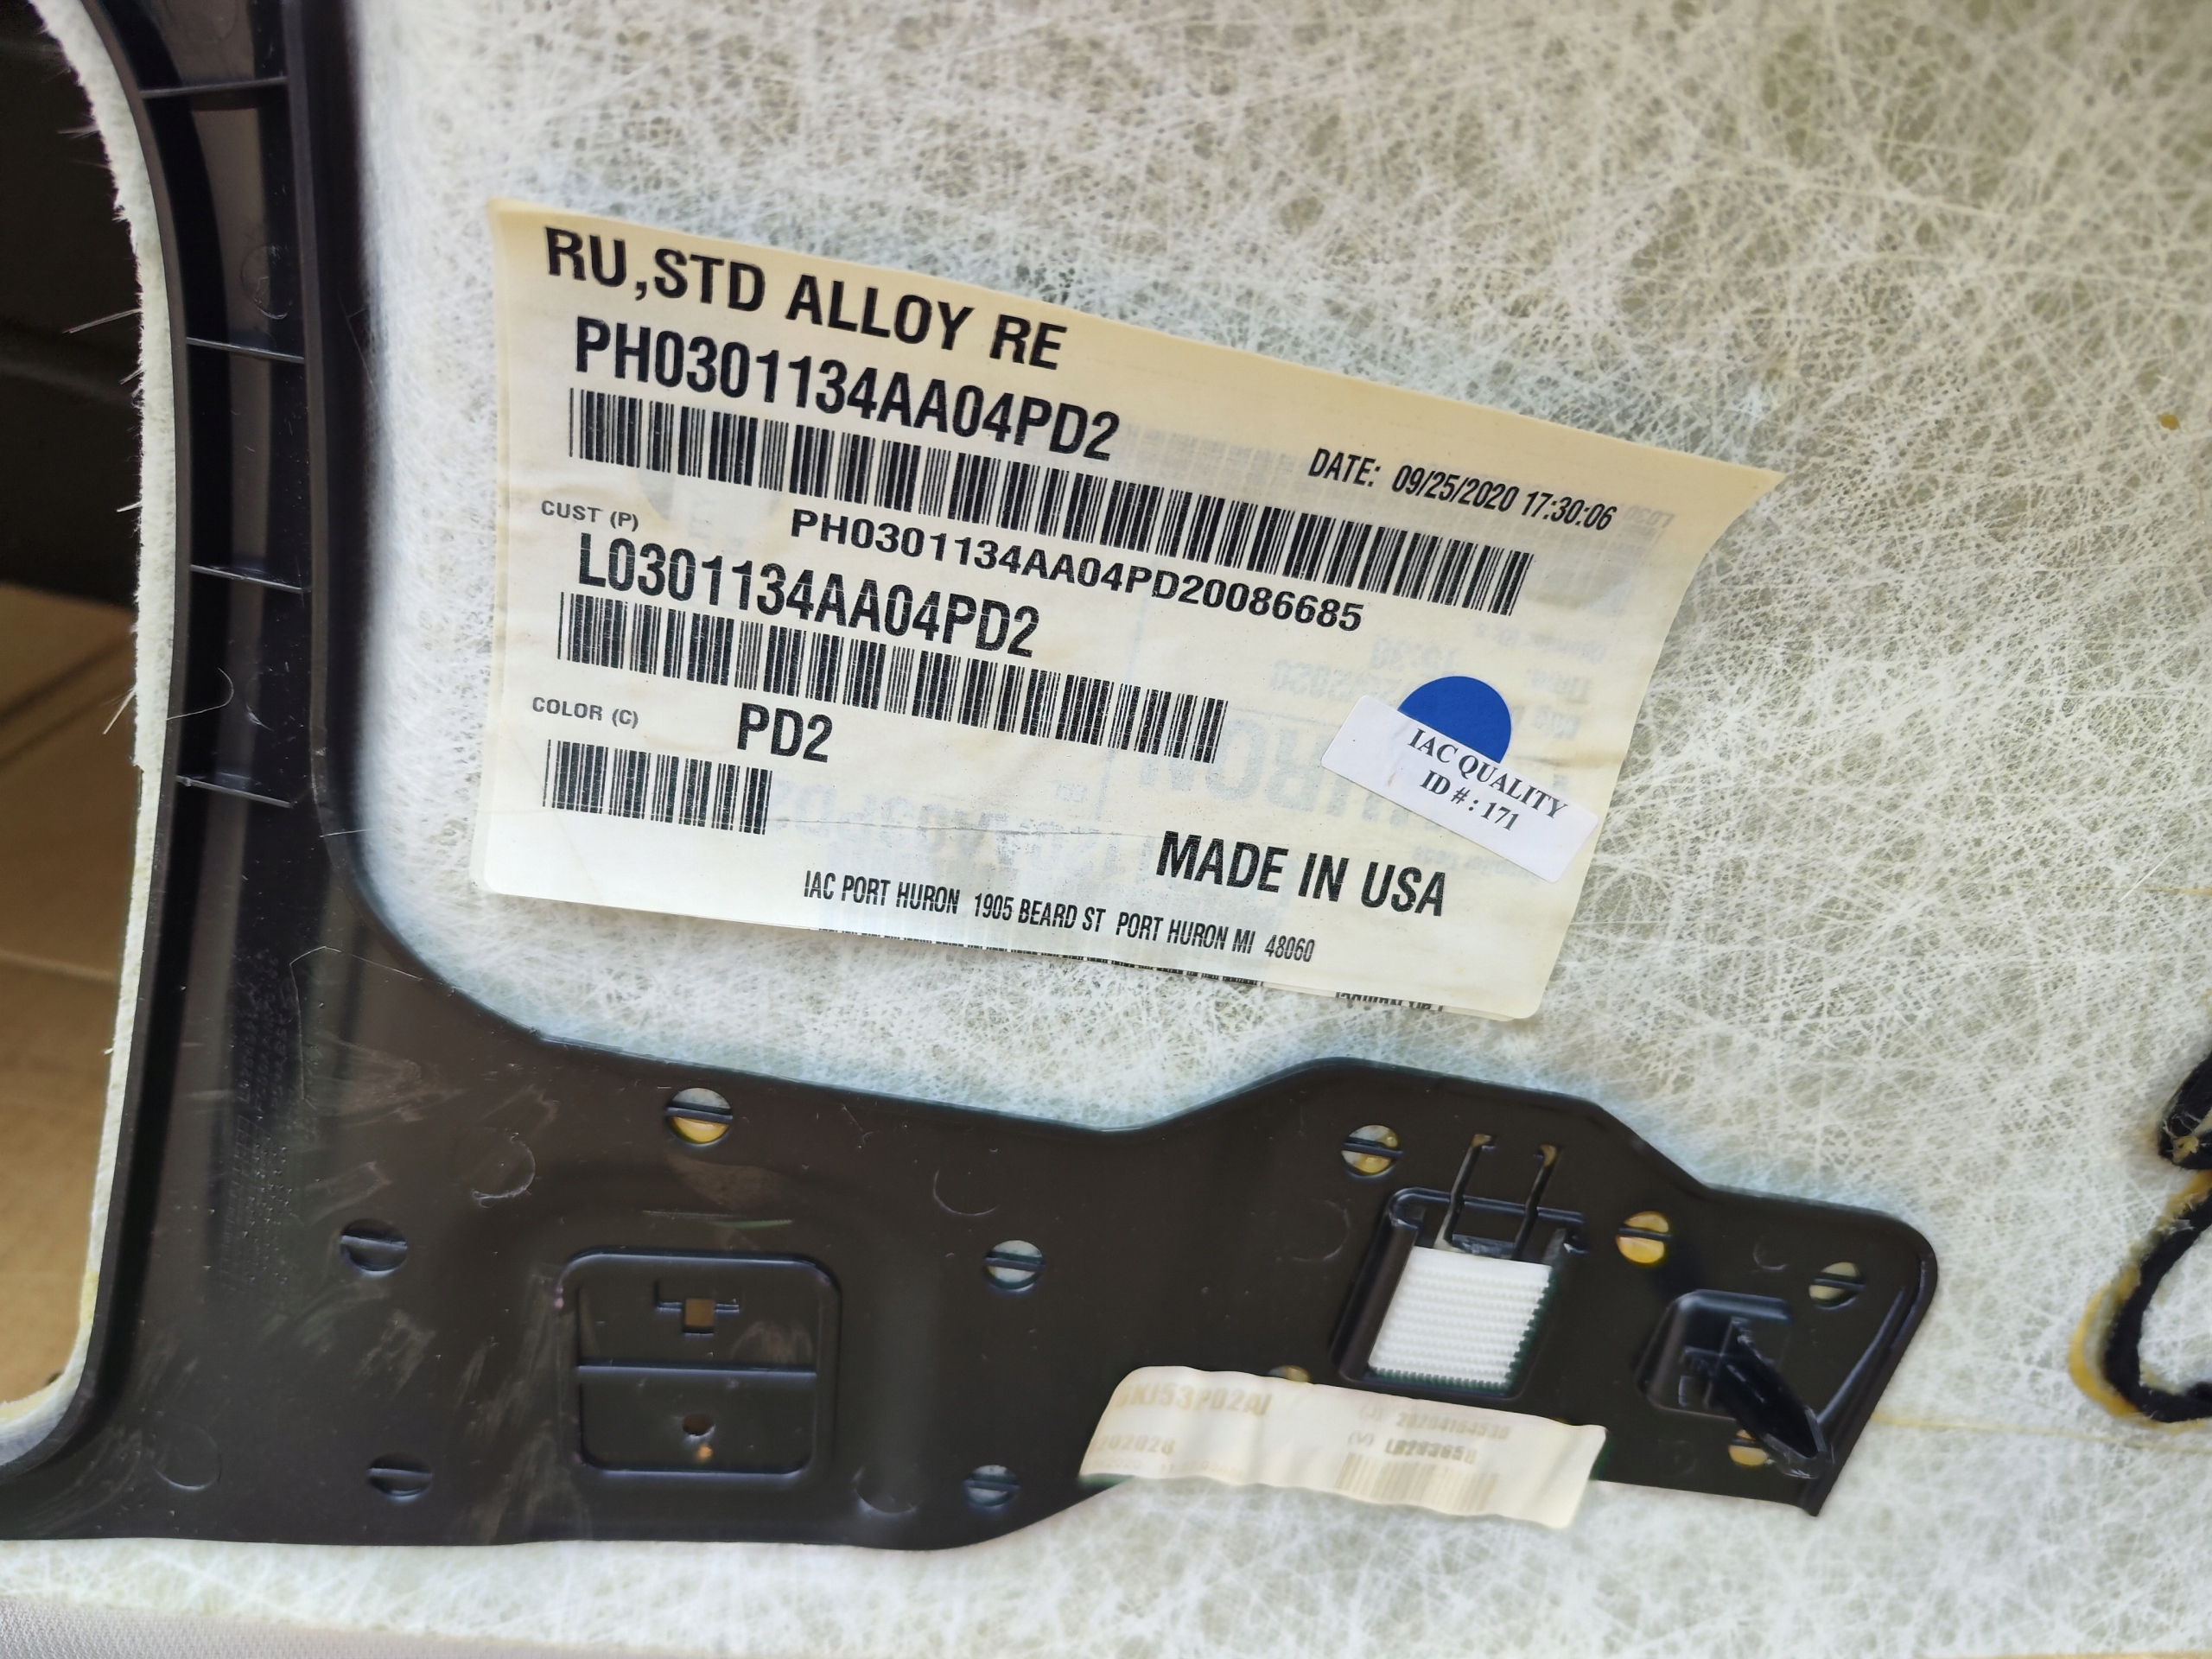 RU,STD ALLOY RE
PH0301134AA04PD2
DATE: 09/25/2020 17:30:06
CUST (P)
PH0301134AA04PD20086685
L0301134AA04PD2
COLOR (C)
PD2
IAC QUALITY
ID # : 171
MADE IN USA
IAC PORT HURON 1905 BEARD ST PORT HURON MI 48060
(V)